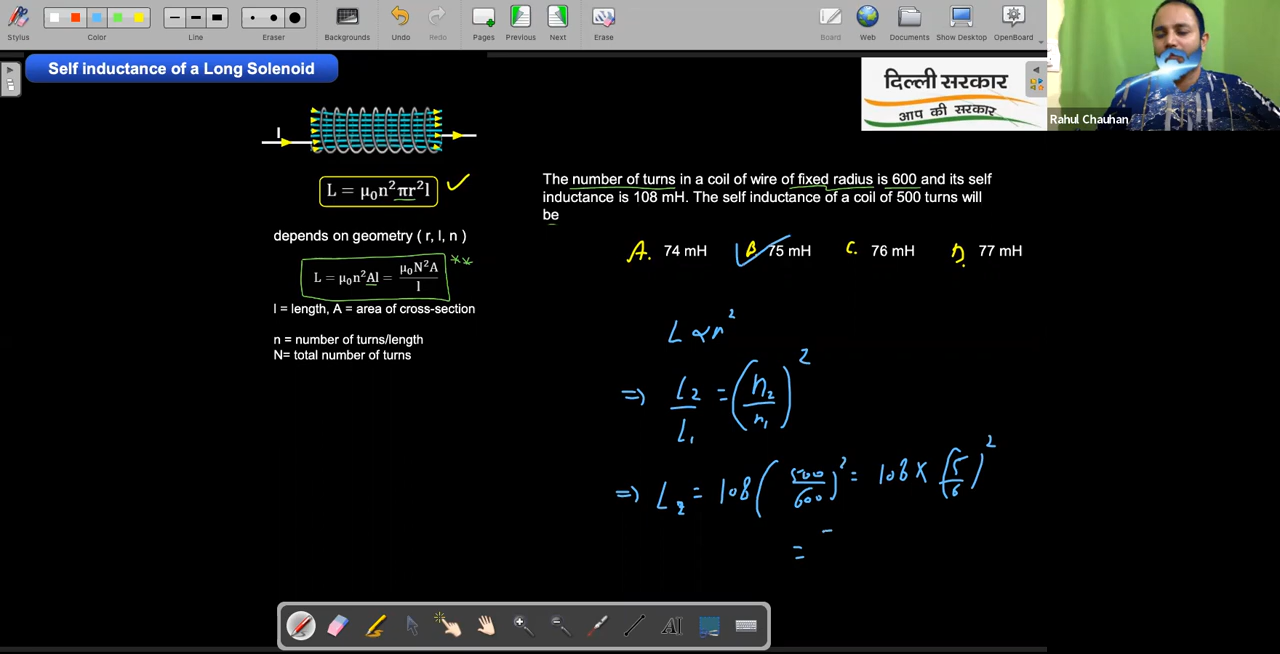 Stylus
Color
Line
Eraser
Backgrounds
Undo
Redo
Pages
Previous
Next
Erase
Board
Web
Documents
Show Desktop
OpenBoard
Self inductance of a Long Solenoid
I
L = μ₀n²πr²l
depends on geometry ( r, l, n )
L = μ₀n²Al = μ₀N²A / l **
l = length, A = area of cross-section
n = number of turns/length
N= total number of turns
दिल्ली सरकार
आप की सरकार
Rahul Chauhan
The number of turns in a coil of wire of fixed radius is 600 and its self
inductance is 108 mH. The self inductance of a coil of 500 turns will
be
A. 74 mH B. 75 mH C. 76 mH D. 77 mH
L ∝ n²
⇒ L₂ / L₁ = (n₂ / n₁)²
⇒ L₂ = 108 (500 / 600)² = 108 × (5 / 6)²
=
AI